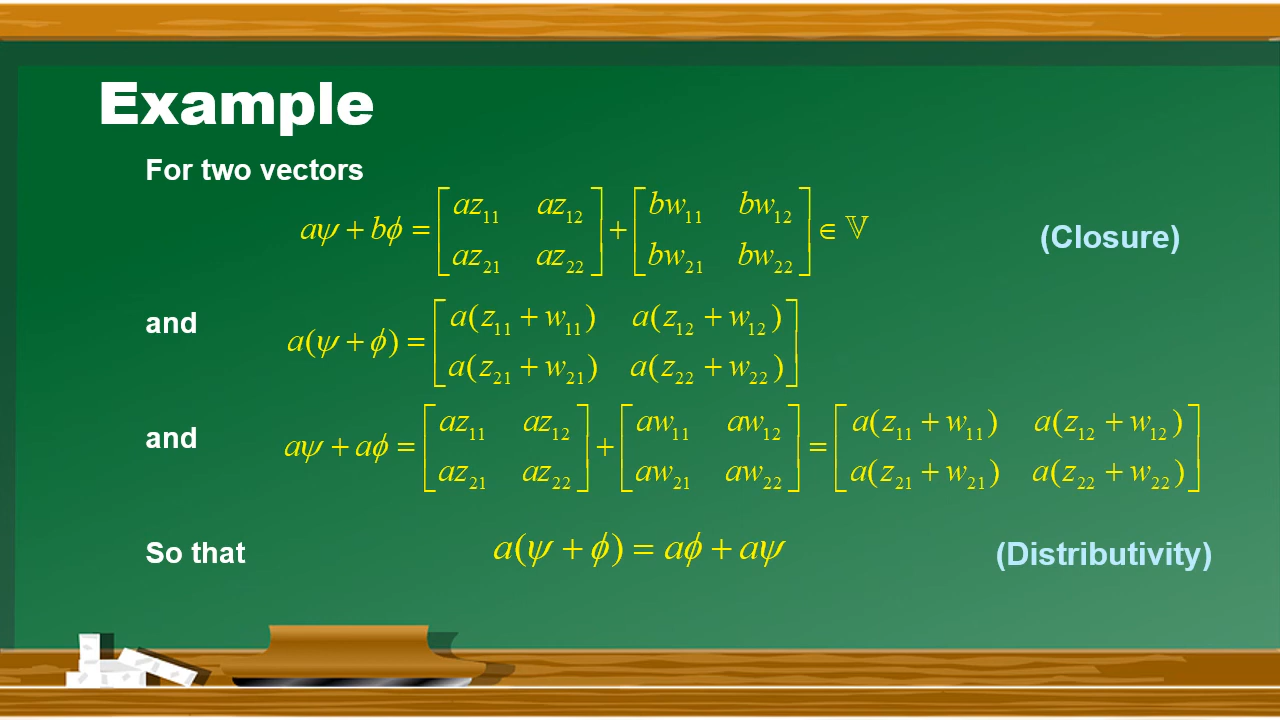 Example
For two vectors
aψ + bϕ = [az₁₁ az₁₂; az₂₁ az₂₂] + [bw₁₁ bw₁₂; bw₂₁ bw₂₂] ∈ 𝕍 (Closure)
and a(ψ + ϕ) = [a(z₁₁ + w₁₁) a(z₁₂ + w₁₂); a(z₂₁ + w₂₁) a(z₂₂ + w₂₂)]
and aψ + aϕ = [az₁₁ az₁₂; az₂₁ az₂₂] + [aw₁₁ aw₁₂; aw₂₁ aw₂₂] = [a(z₁₁ + w₁₁) a(z₁₂ + w₁₂); a(z₂₁ + w₂₁) a(z₂₂ + w₂₂)]
So that a(ψ + ϕ) = aϕ + aψ (Distributivity)